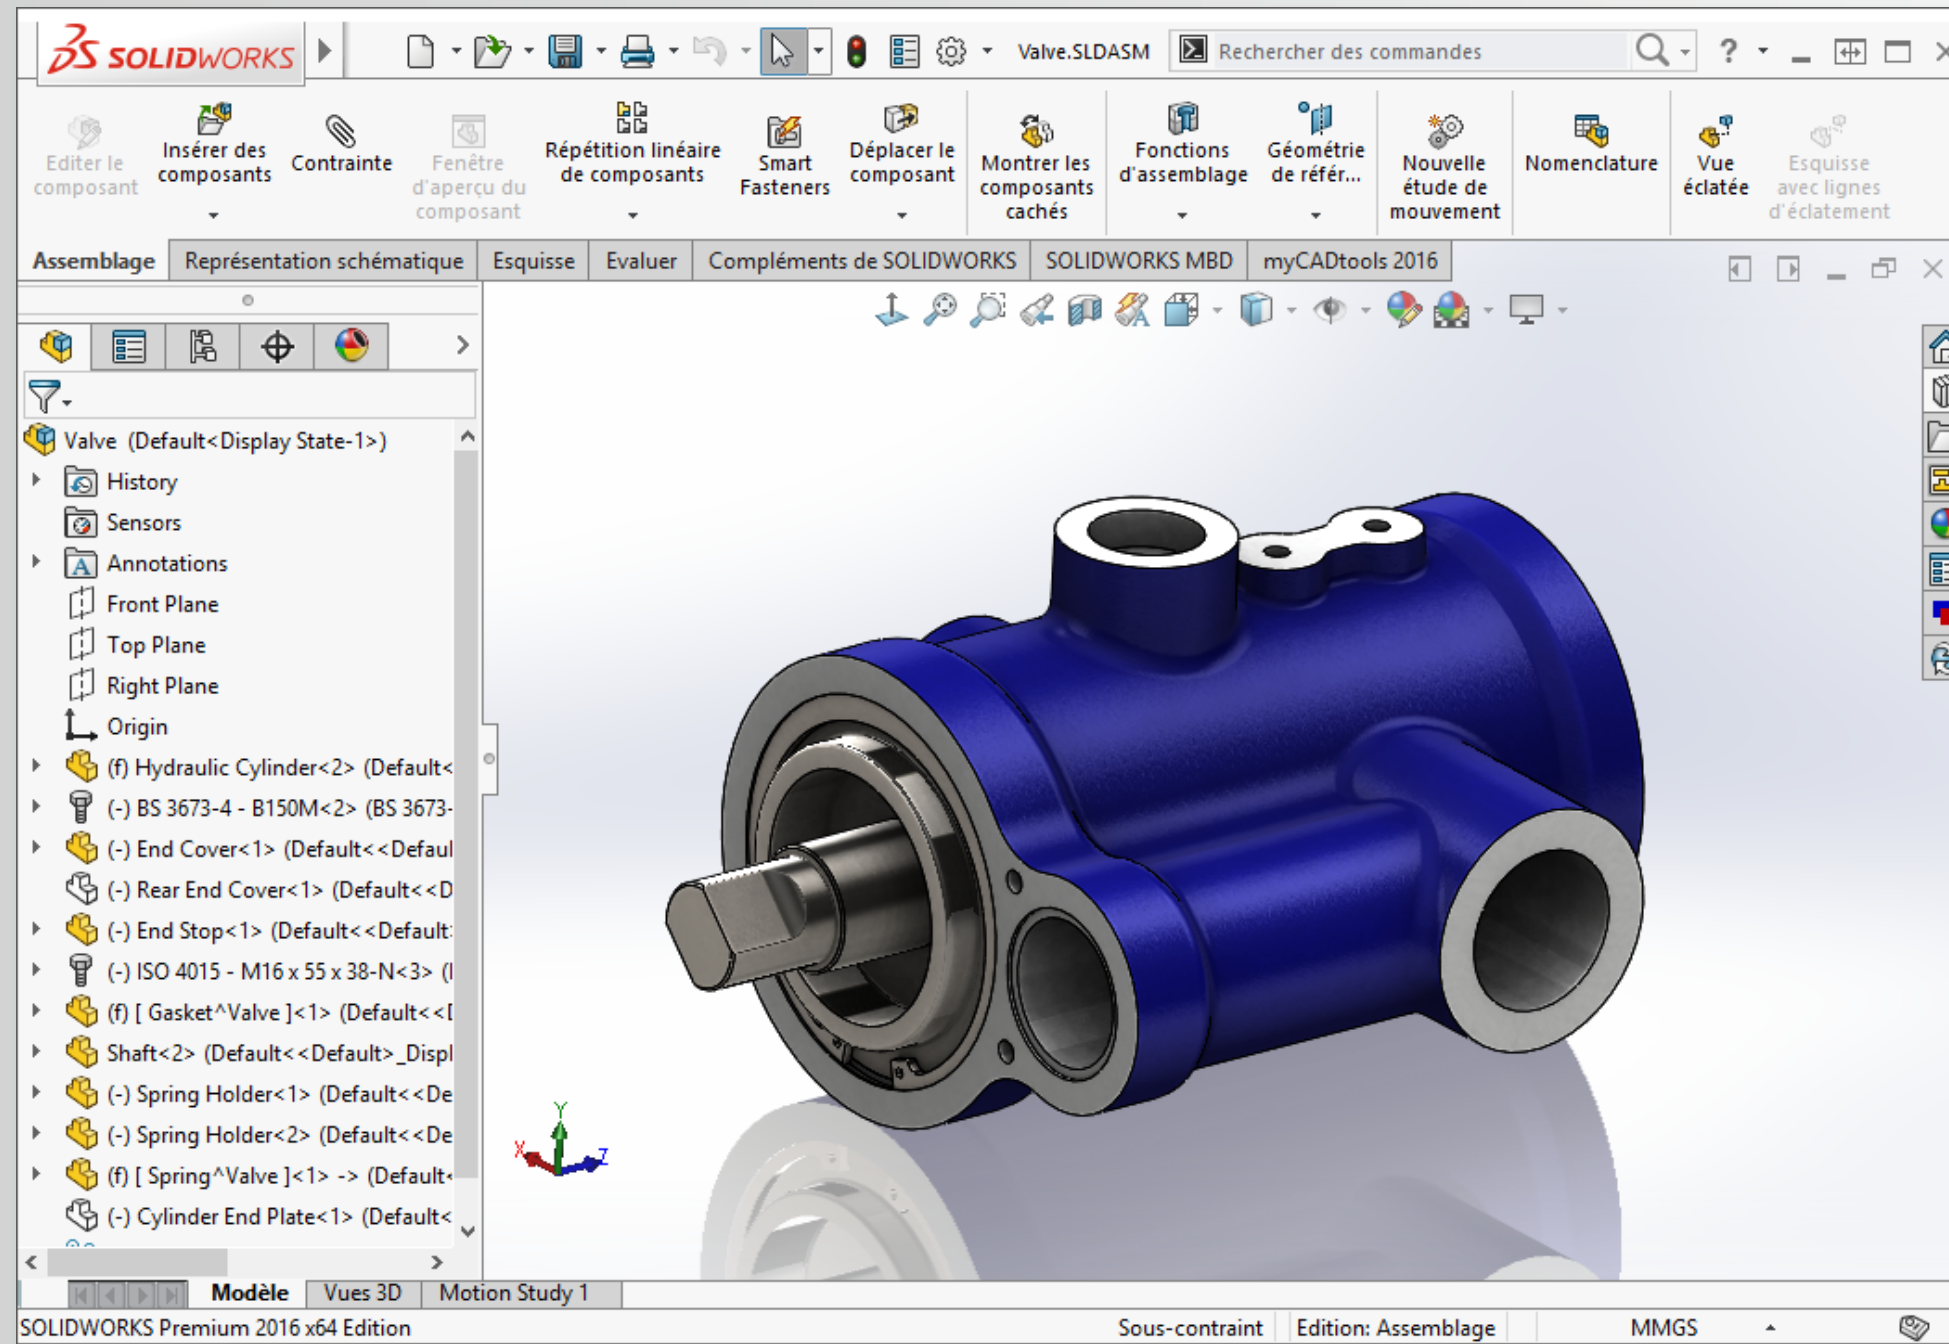 SOLIDWORKS
Valve.SLDASM
Rechercher des commandes
?
Editer le
composant
Insérer des
composants
Contrainte
Fenêtre
d'aperçu du
composant
Répétition linéaire
de composants
Smart
Fasteners
Déplacer le
composant
Montrer les
composants
cachés
Fonctions
d'assemblage
Géométrie
de référ...
Nouvelle
étude de
mouvement
Nomenclature
Vue
éclatée
Esquisse
avec lignes
d'éclatement
Assemblage
Représentation schématique
Esquisse
Evaluer
Compléments de SOLIDWORKS
SOLIDWORKS MBD
myCADtools 2016
Valve (Default<Display State-1>)
History
Sensors
Annotations
Front Plane
Top Plane
Right Plane
Origin
(f) Hydraulic Cylinder<2> (Default<
(-) BS 3673-4 - B150M<2> (BS 3673-
(-) End Cover<1> (Default<<Defaul
(-) Rear End Cover<1> (Default<<D
(-) End Stop<1> (Default<<Default
(-) ISO 4015 - M16 x 55 x 38-N<3> (I
(f) [ Gasket^Valve ]<1> (Default<<D
Shaft<2> (Default<<Default>_Displ
(-) Spring Holder<1> (Default<<De
(-) Spring Holder<2> (Default<<De
(f) [ Spring^Valve ]<1> -> (Default<
(-) Cylinder End Plate<1> (Default<
Y
X
Z
Modèle
Vues 3D
Motion Study 1
SOLIDWORKS Premium 2016 x64 Edition
Sous-contraint
Edition: Assemblage
MMGS